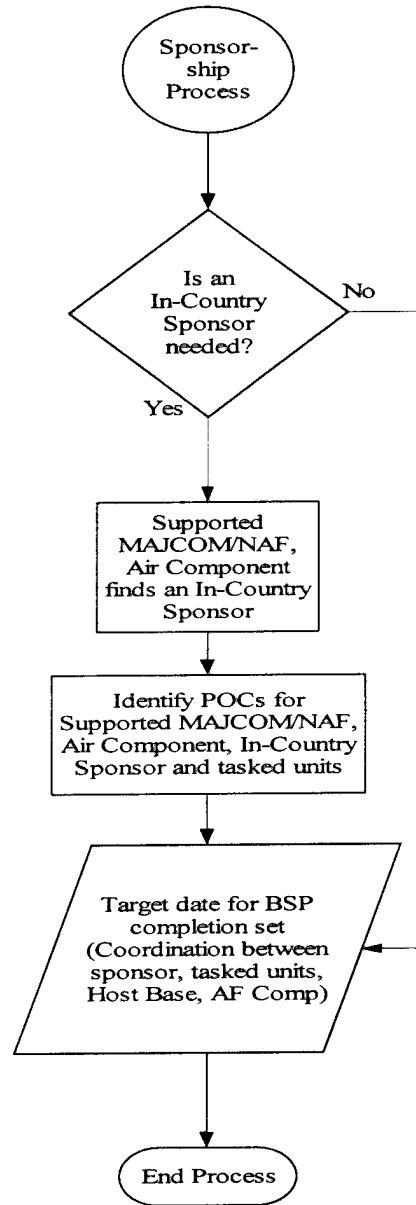 Sponsor-
ship
Process
Is an
In-Country
Sponsor
needed?
No
Yes
Supported
MAJCOM/NAF,
Air Component
finds an In-Country
Sponsor
Identify POCs for
Supported MAJCOM/NAF,
Air Component, In-Country
Sponsor and tasked units
Target date for BSP
completion set
(Coordination between
sponsor, tasked units,
Host Base, AF Comp)
End Process